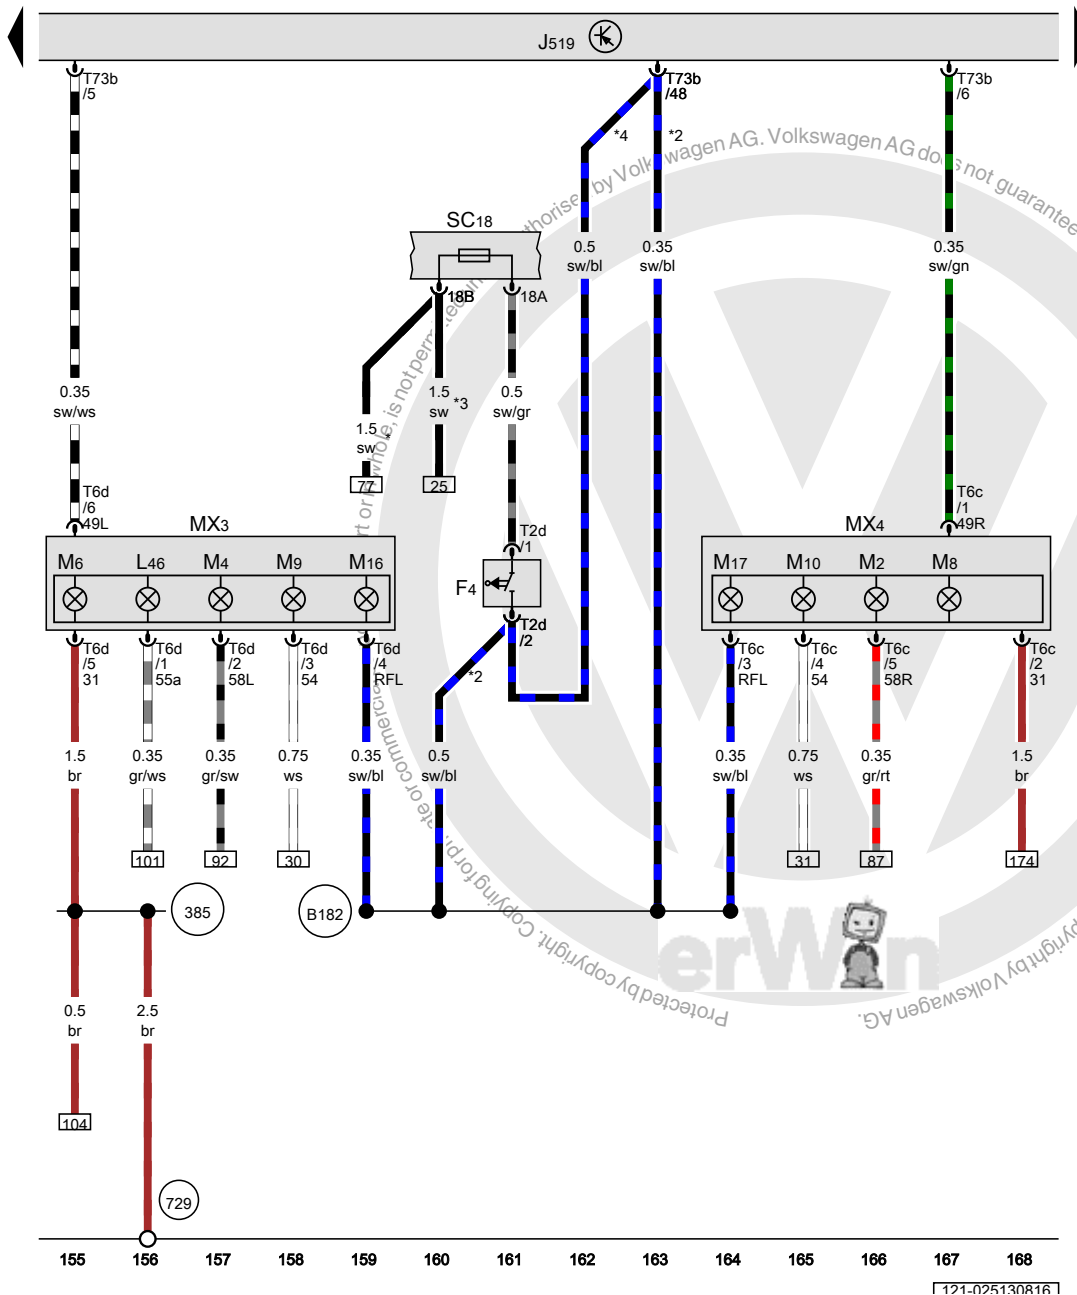 J519
T73b
/5
T73b
/48
T73b
/6
*4
*2
SC18
18B
18A
0.5
sw/bl
0.35
sw/bl
0.35
sw/gn
0.35
sw/ws
1.5
sw
*3
0.5
sw/gr
1.5
sw
*
77
25
T6d
/6
49L
T2d
/1
T6c
/1
49R
MX3
MX4
M6
L46
M4
M9
M16
F4
M17
M10
M2
M8
T6d
/5
31
T6d
/1
55a
T6d
/2
58L
T6d
/3
54
T6d
/4
RFL
T2d
/2
*2
T6c
/3
RFL
T6c
/4
54
T6c
/5
58R
T6c
/2
31
1.5
br
0.35
gr/ws
0.35
gr/sw
0.75
ws
0.35
sw/bl
0.5
sw/bl
0.35
sw/bl
0.75
ws
0.35
gr/rt
1.5
br
101
92
30
31
87
174
385
B182
0.5
br
2.5
br
104
729
155 156 157 158 159 160 161 162 163 164 165 166 167 168
121-025130816
erWin
Protected by copyright. Copying for private or commercial
art or in whole, is not permitted
thorised by Volkswagen AG. Volkswagen AG does not guarantee
copyright by Volkswagen AG.